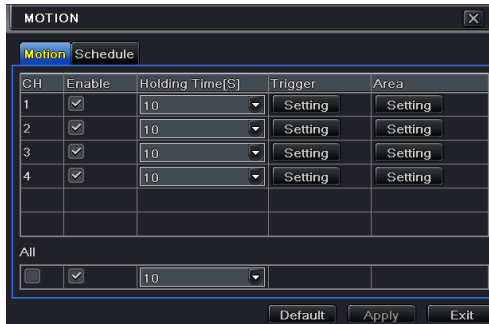 MOTION
Motion Schedule
CH Enable Holding Time[S] Trigger Area
1 10 Setting Setting
2 10 Setting Setting
3 10 Setting Setting
4 10 Setting Setting
All
10
Default Apply Exit